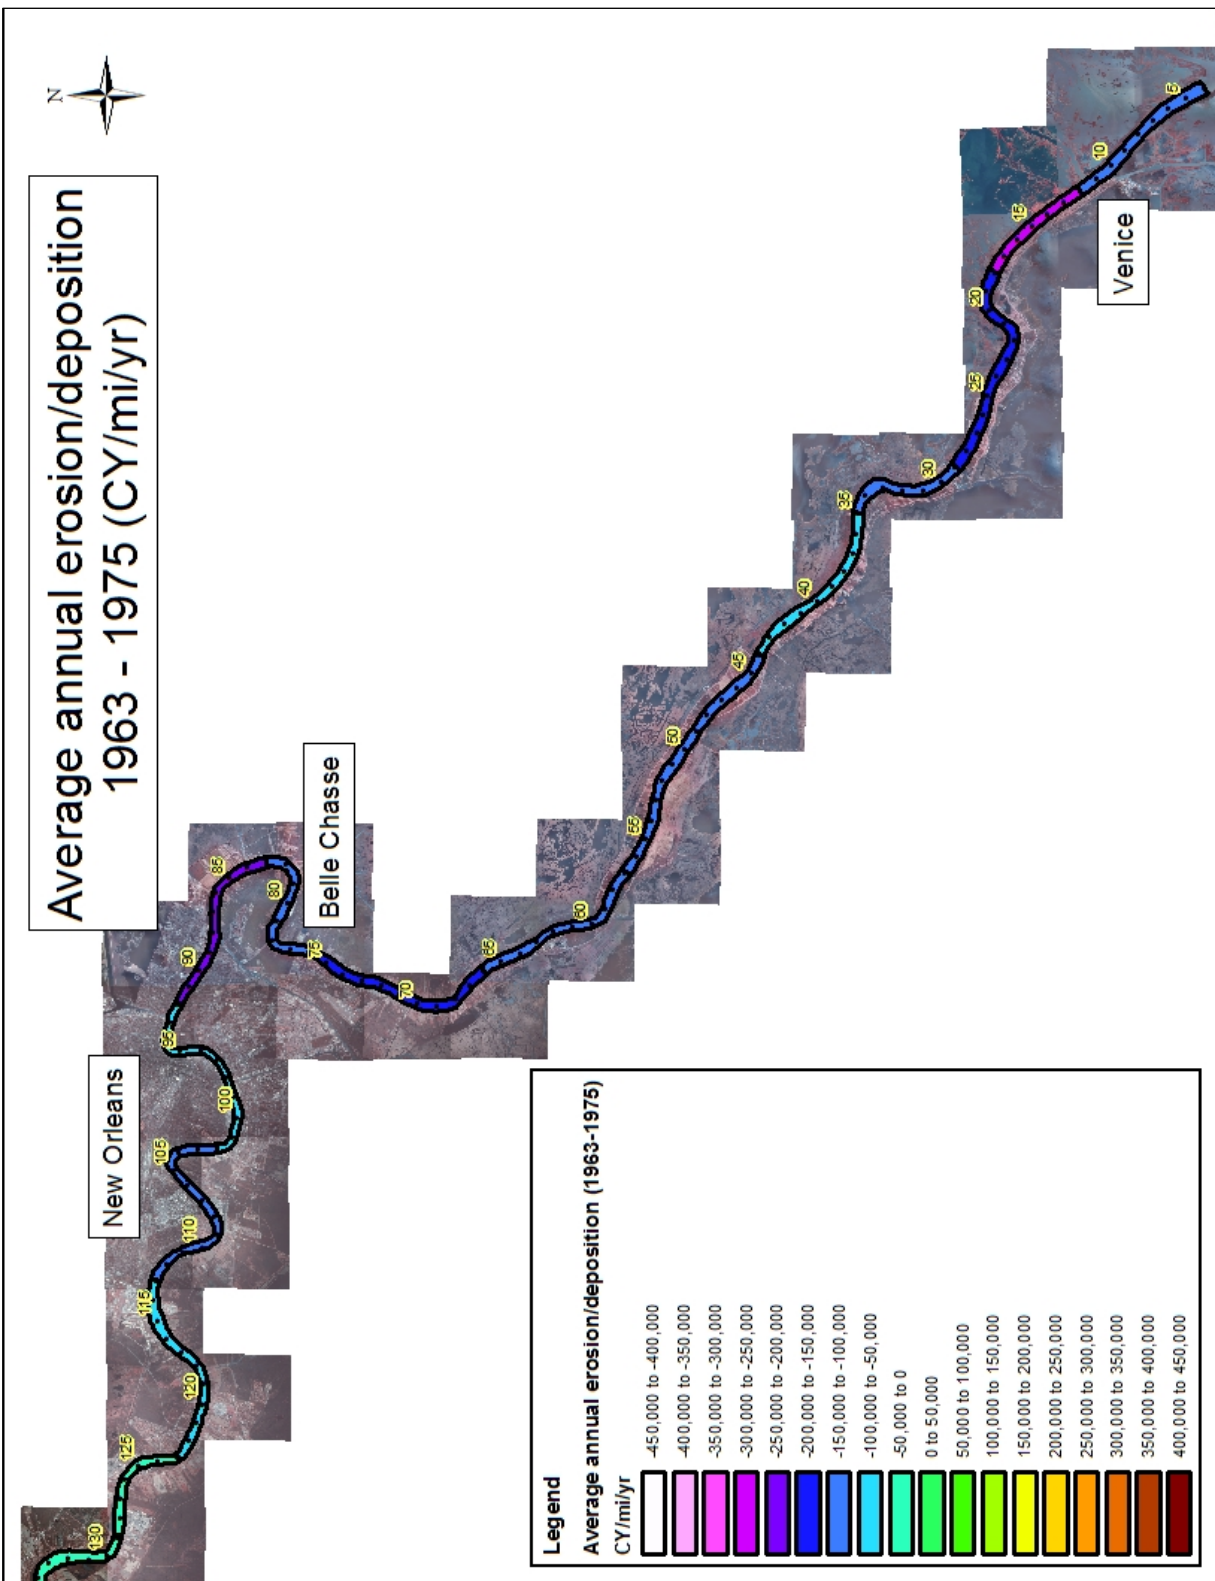 N
Average annual erosion/deposition
1963 - 1975 (CY/mi/yr)
New Orleans
Belle Chasse
Venice
130
125
120
115
110
105
100
95
90
85
80
75
70
65
60
55
50
45
40
35
30
25
20
15
10
5
Legend
Average annual erosion/deposition (1963-1975)
CY/mi/yr
-450,000 to -400,000
-400,000 to -350,000
-350,000 to -300,000
-300,000 to -250,000
-250,000 to -200,000
-200,000 to -150,000
-150,000 to -100,000
-100,000 to -50,000
-50,000 to 0
0 to 50,000
50,000 to 100,000
100,000 to 150,000
150,000 to 200,000
200,000 to 250,000
250,000 to 300,000
300,000 to 350,000
350,000 to 400,000
400,000 to 450,000